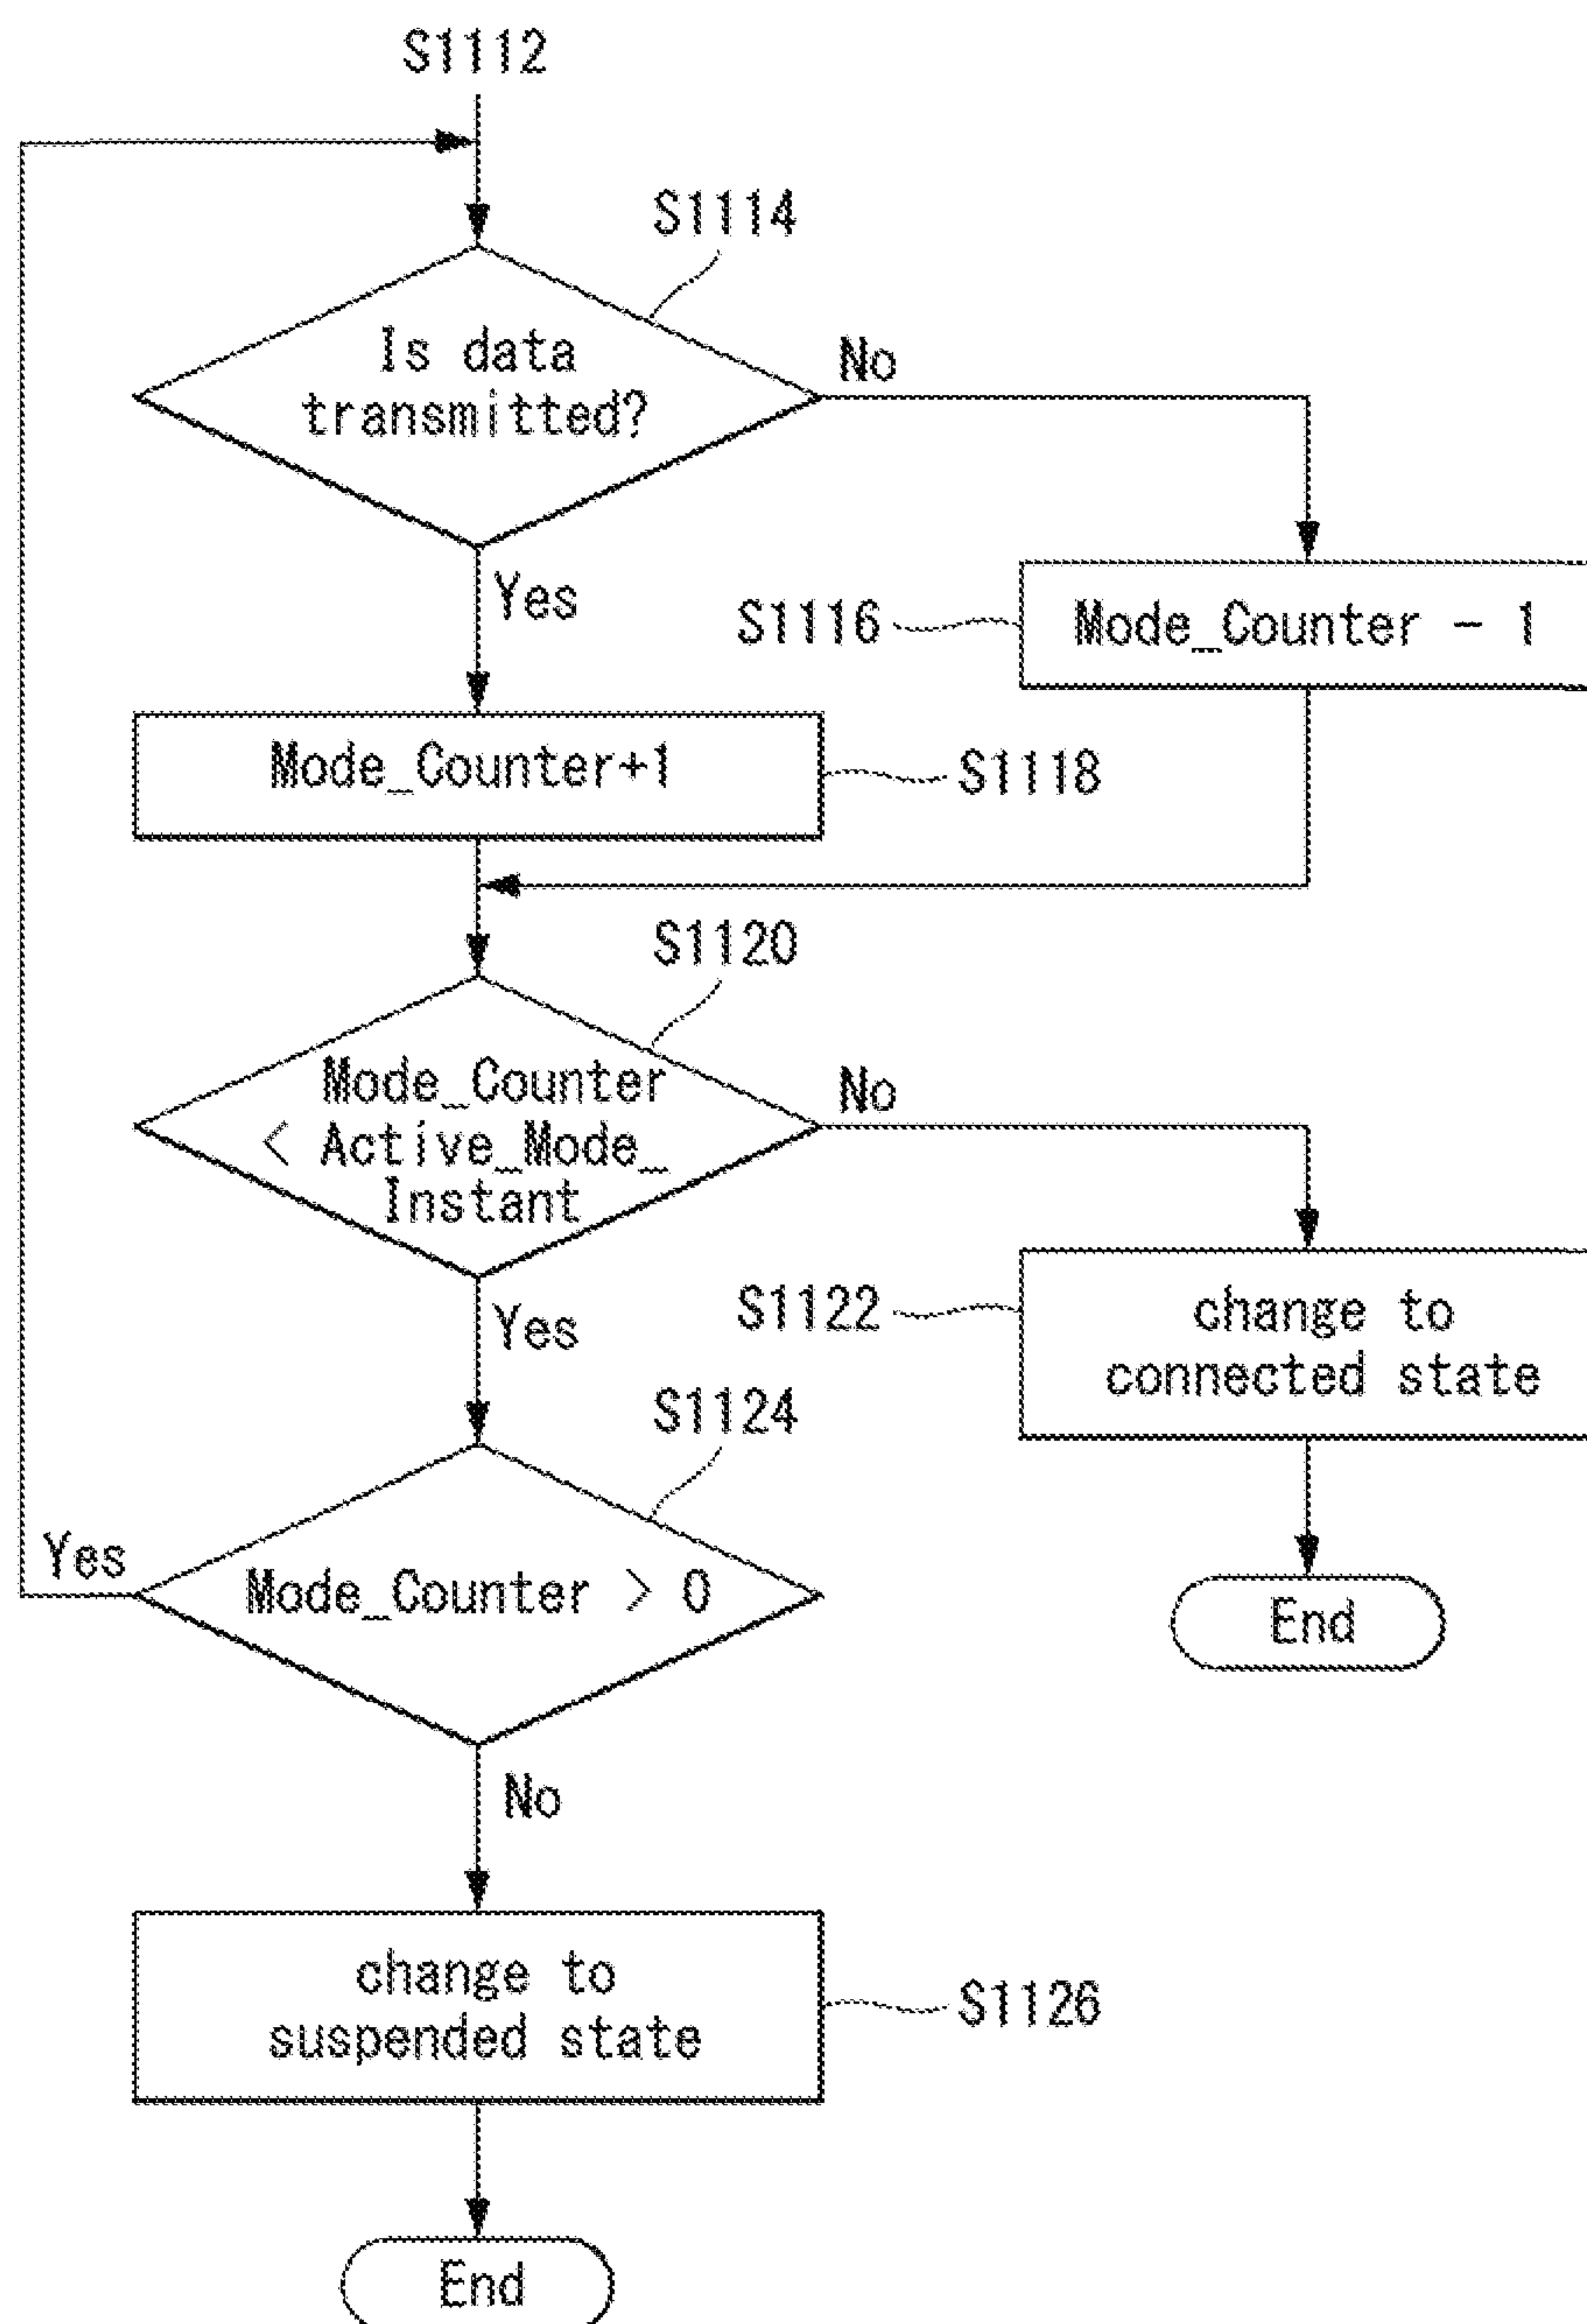 S1112
S1114
Is data
transmitted?
No
Yes
S1116
Mode_Counter - 1
Mode_Counter+1
S1118
S1120
Mode_Counter
< Active_Mode_
Instant
No
Yes
S1122
change to
connected state
S1124
Yes
Mode_Counter > 0
End
No
change to
suspended state
S1126
End